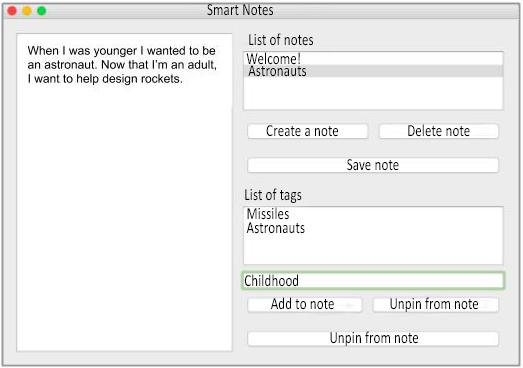 Smart Notes
When I was younger I wanted to be
an astronaut. Now that I'm an adult,
I want to help design rockets.
List of notes
Welcome!
Astronauts
Create a note
Delete note
Save note
List of tags
Missiles
Astronauts
Childhood
Add to note
Unpin from note
Unpin from note